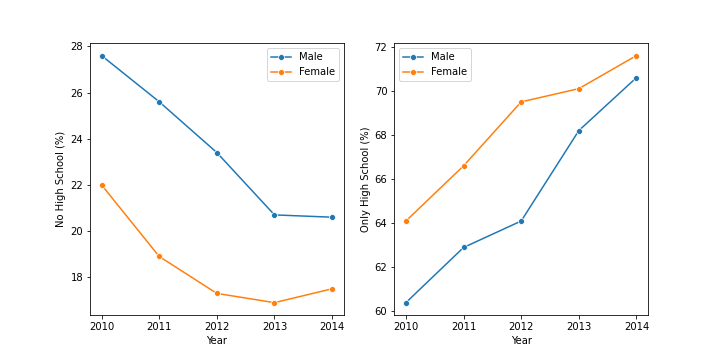 28
26
24
22
20
18
No High School (%)
2010 2011 2012 2013 2014
Year
Male
Female
72
70
68
66
64
62
60
Only High School (%)
2010 2011 2012 2013 2014
Year
Male
Female